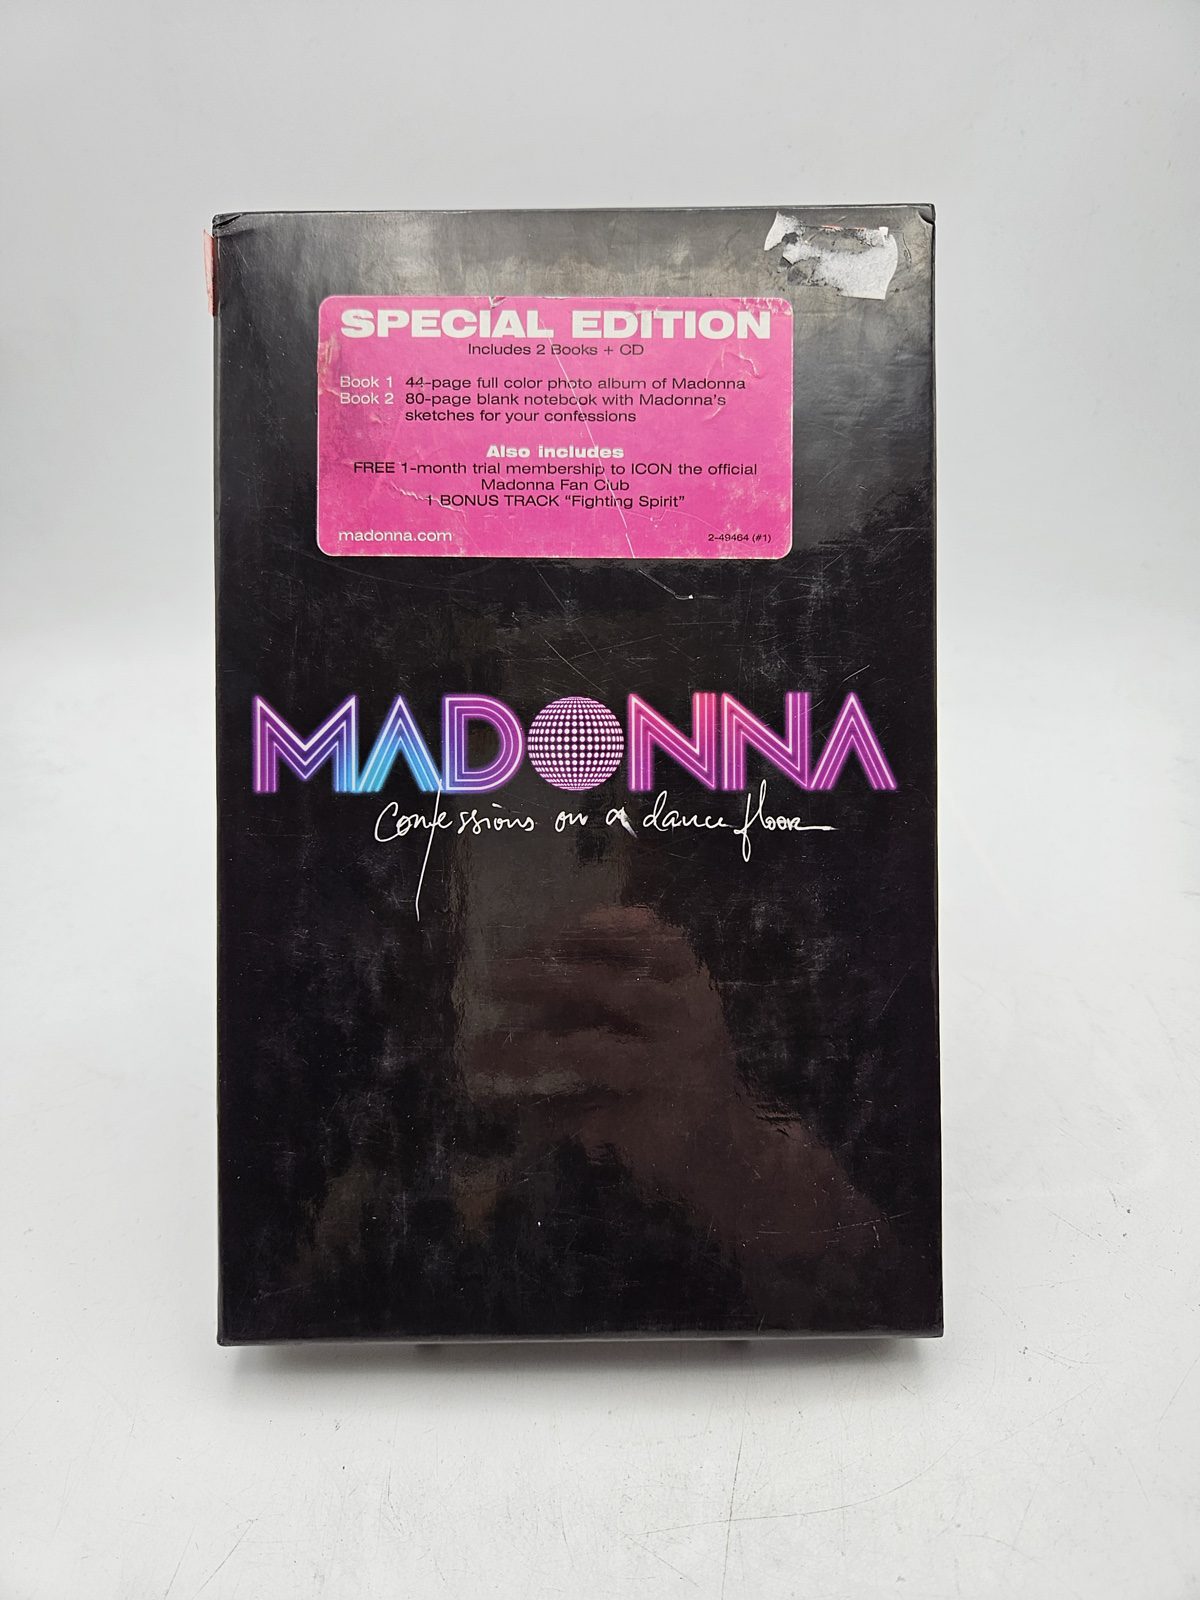 SPECIAL EDITION
Includes 2 Books + CD
Book 1 44-page full color photo album of Madonna
Book 2 80-page blank notebook with Madonna's
sketches for your confessions
Also includes
FREE 1-month trial membership to ICON the official
Madonna Fan Club
1 BONUS TRACK “Fighting Spirit”
madonna.com 2-49464 (#1)
MADONNA
Confessions on a dance floor